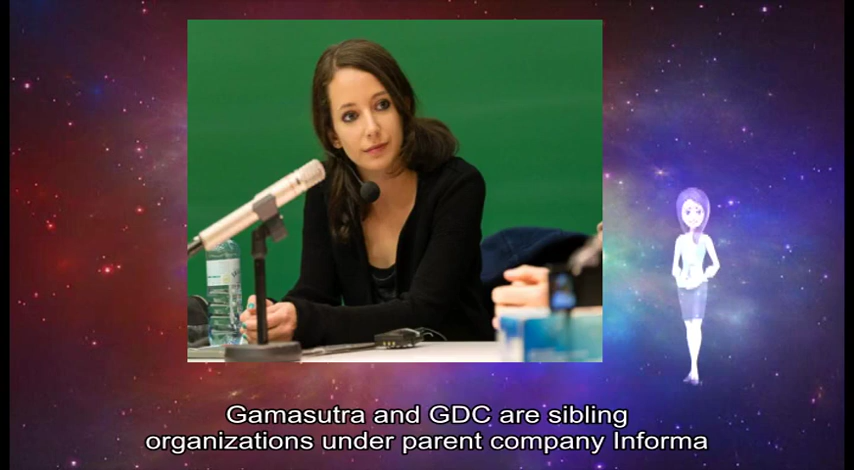 Gamasutra and GDC are sibling
organizations under parent company Informa